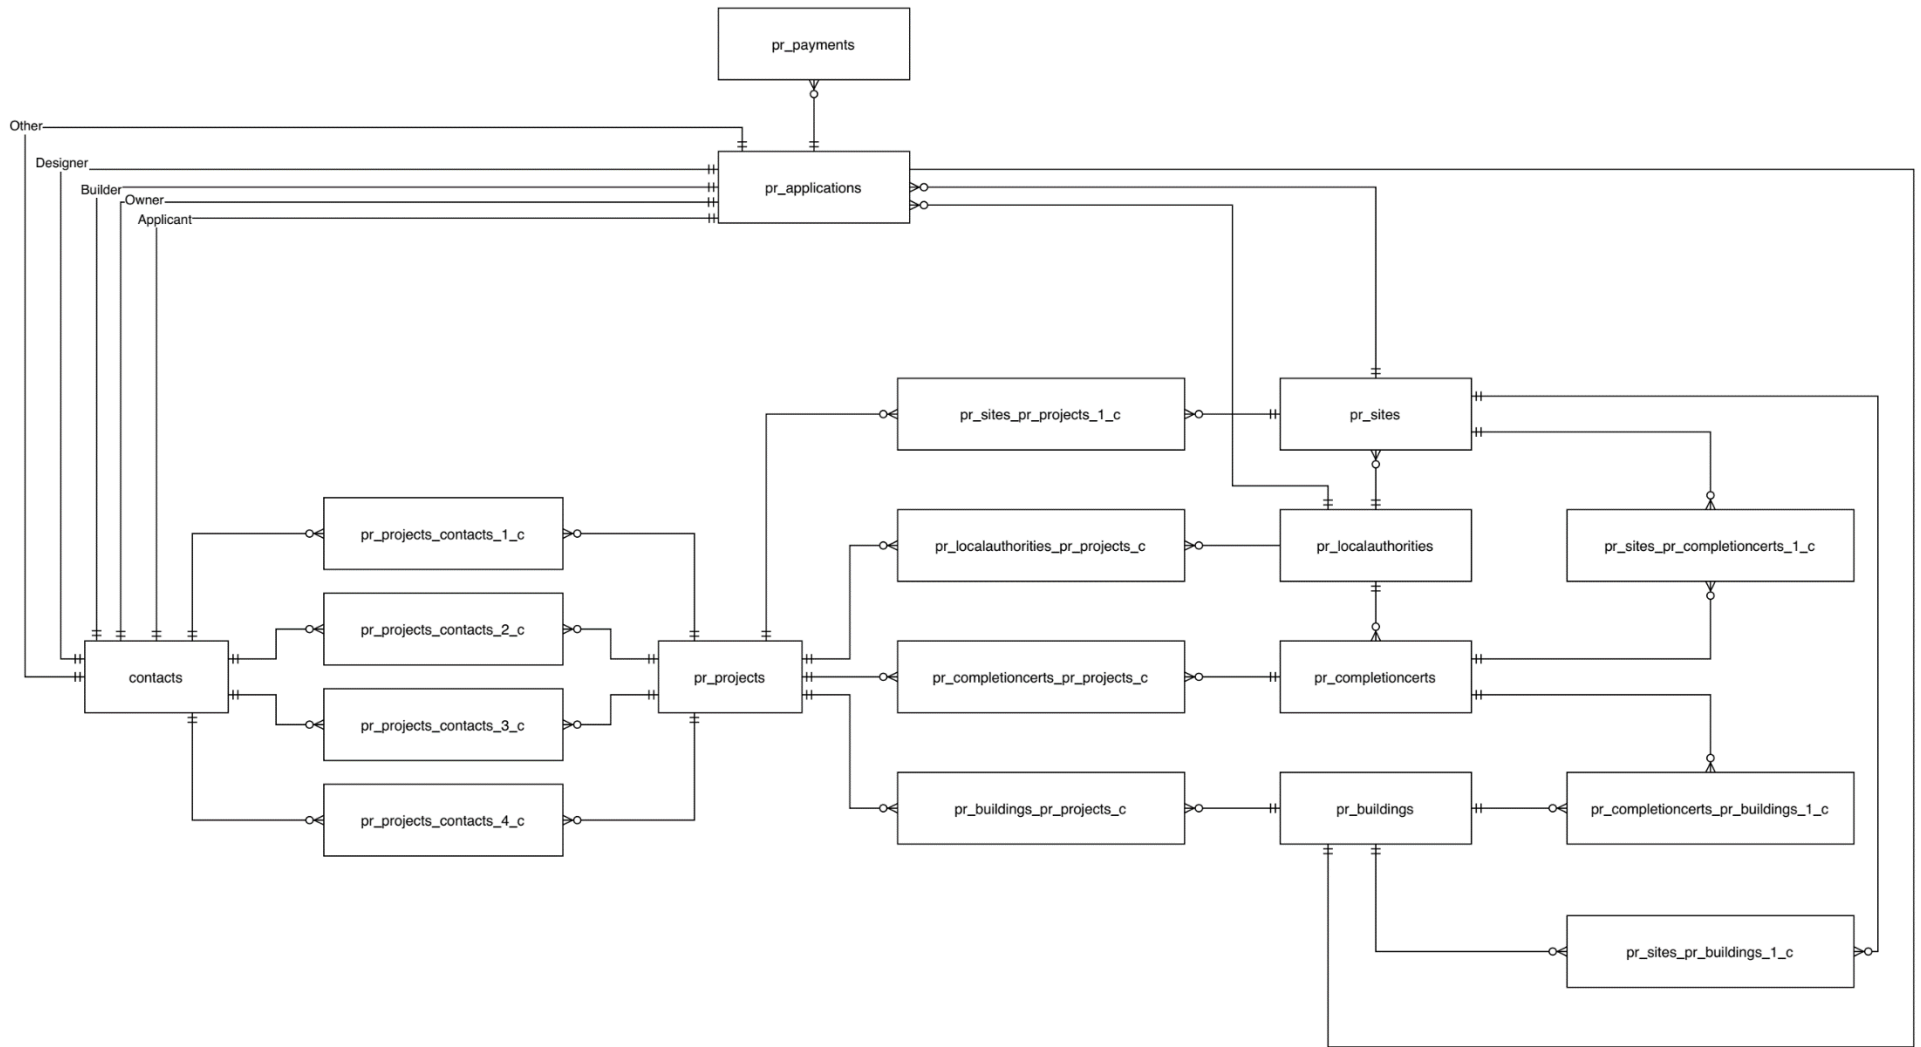 pr_payments
Other
Designer
Builder
Owner
Applicant
pr_applications
pr_sites_pr_projects_1_c
pr_sites
pr_projects_contacts_1_c
pr_localauthorities_pr_projects_c
pr_localauthorities
pr_sites_pr_completioncerts_1_c
pr_projects_contacts_2_c
contacts
pr_projects
pr_completioncerts_pr_projects_c
pr_completioncerts
pr_projects_contacts_3_c
pr_projects_contacts_4_c
pr_buildings_pr_projects_c
pr_buildings
pr_completioncerts_pr_buildings_1_c
pr_sites_pr_buildings_1_c